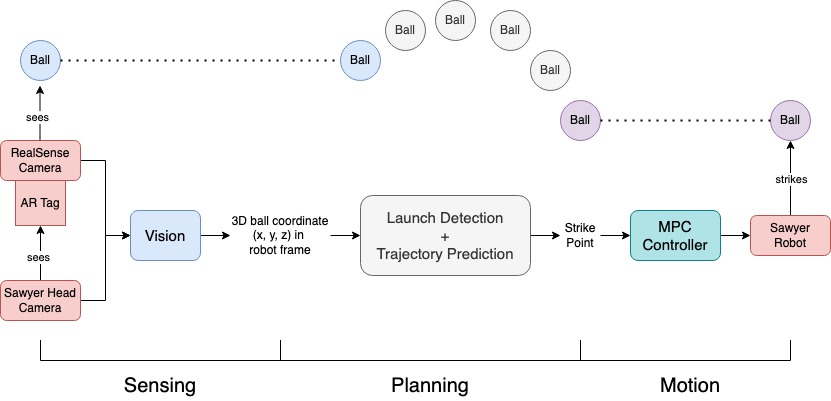 Ball
Ball
Ball
Ball
Ball
Ball
Ball
Ball
sees
RealSense
Camera
AR Tag
sees
Sawyer Head
Camera
Vision
3D ball coordinate
(x, y, z) in
robot frame
Launch Detection
+
Trajectory Prediction
Strike
Point
MPC
Controller
strikes
Sawyer
Robot
Sensing
Planning
Motion